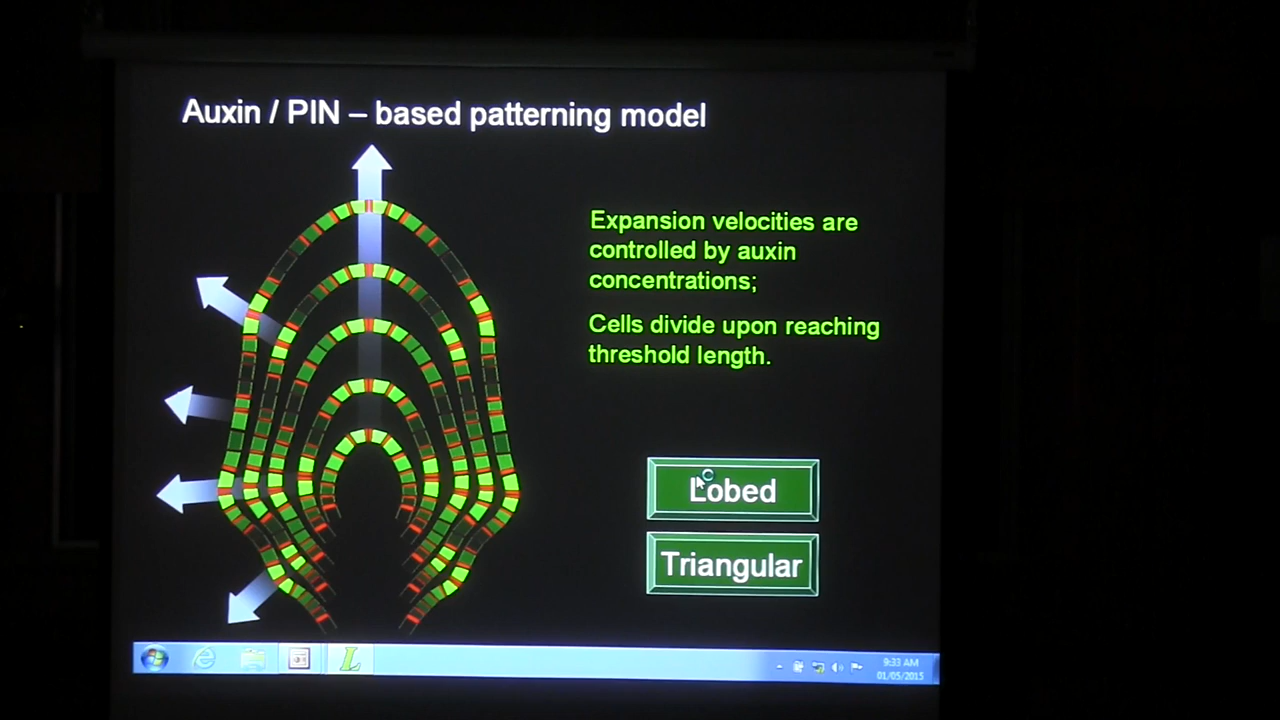 Auxin / PIN – based patterning model
Expansion velocities are
controlled by auxin
concentrations;
Cells divide upon reaching
threshold length.
Lobed
Triangular
9:33 AM
01/05/2015